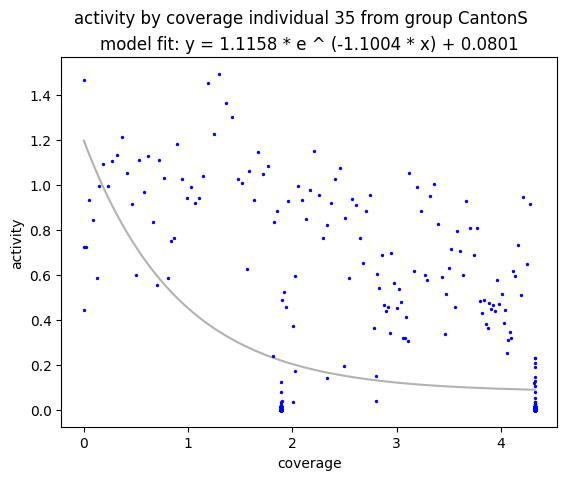 activity by coverage individual 35 from group CantonS
model fit: y = 1.1158 * e ^ (-1.1004 * x) + 0.0801
1.4
1.2
1.0
0.8
0.6
0.4
0.2
0.0
activity
0 1 2 3 4
coverage